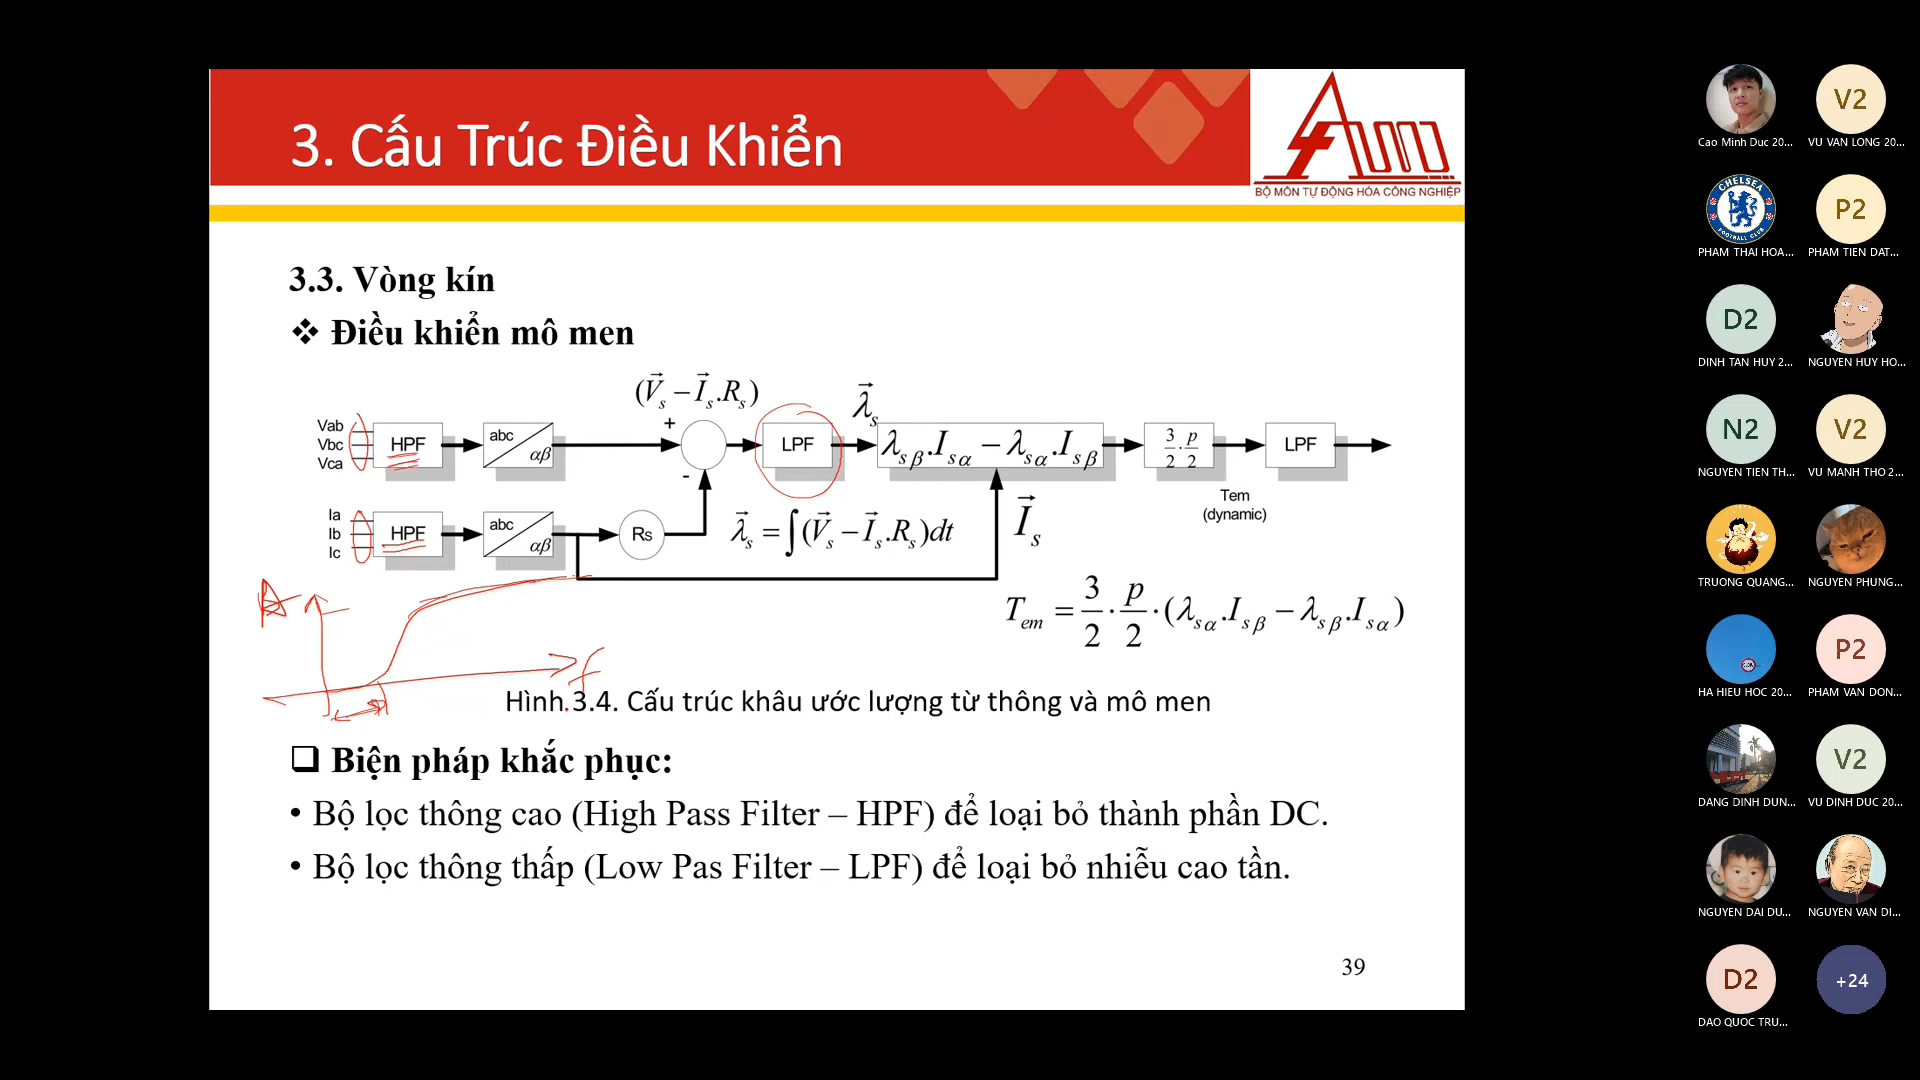 3. Cấu Trúc Điều Khiển
BỘ MÔN TỰ ĐỘNG HÓA CÔNG NGHIỆP
3.3. Vòng kín
❖ Điều khiển mô men
(V⃗s − I⃗s.Rs)
λ⃗s
Vab
Vbc
Vca
HPF
abc
αβ
+
-
LPF
λsβ.Isα − λsα.Isβ
3/2 · p/2
LPF
Tem
(dynamic)
Ia
Ib
Ic
HPF
abc
αβ
Rs
λ⃗s = ∫(V⃗s − I⃗s.Rs)dt
I⃗s
Tem = 3/2 · p/2 · (λsα.Isβ − λsβ.Isα)
A
f
Hình.3.4. Cấu trúc khâu ước lượng từ thông và mô men
❑ Biện pháp khắc phục:
• Bộ lọc thông cao (High Pass Filter – HPF) để loại bỏ thành phần DC.
• Bộ lọc thông thấp (Low Pas Filter – LPF) để loại bỏ nhiễu cao tần.
39
Cao Minh Duc 20...
V2
VU VAN LONG 20...
CHELSEA
FOOTBALL CLUB
PHAM THAI HOA...
P2
PHAM TIEN DAT...
D2
DINH TAN HUY 2...
NGUYEN HUY HO...
N2
NGUYEN TIEN TH...
V2
VU MANH THO 2...
TRUONG QUANG...
NGUYEN PHUNG...
HA HIEU HOC 20...
P2
PHAM VAN DON...
DANG DINH DUN...
V2
VU DINH DUC 20...
NGUYEN DAI DU...
NGUYEN VAN DI...
D2
DAO QUOC TRU...
+24